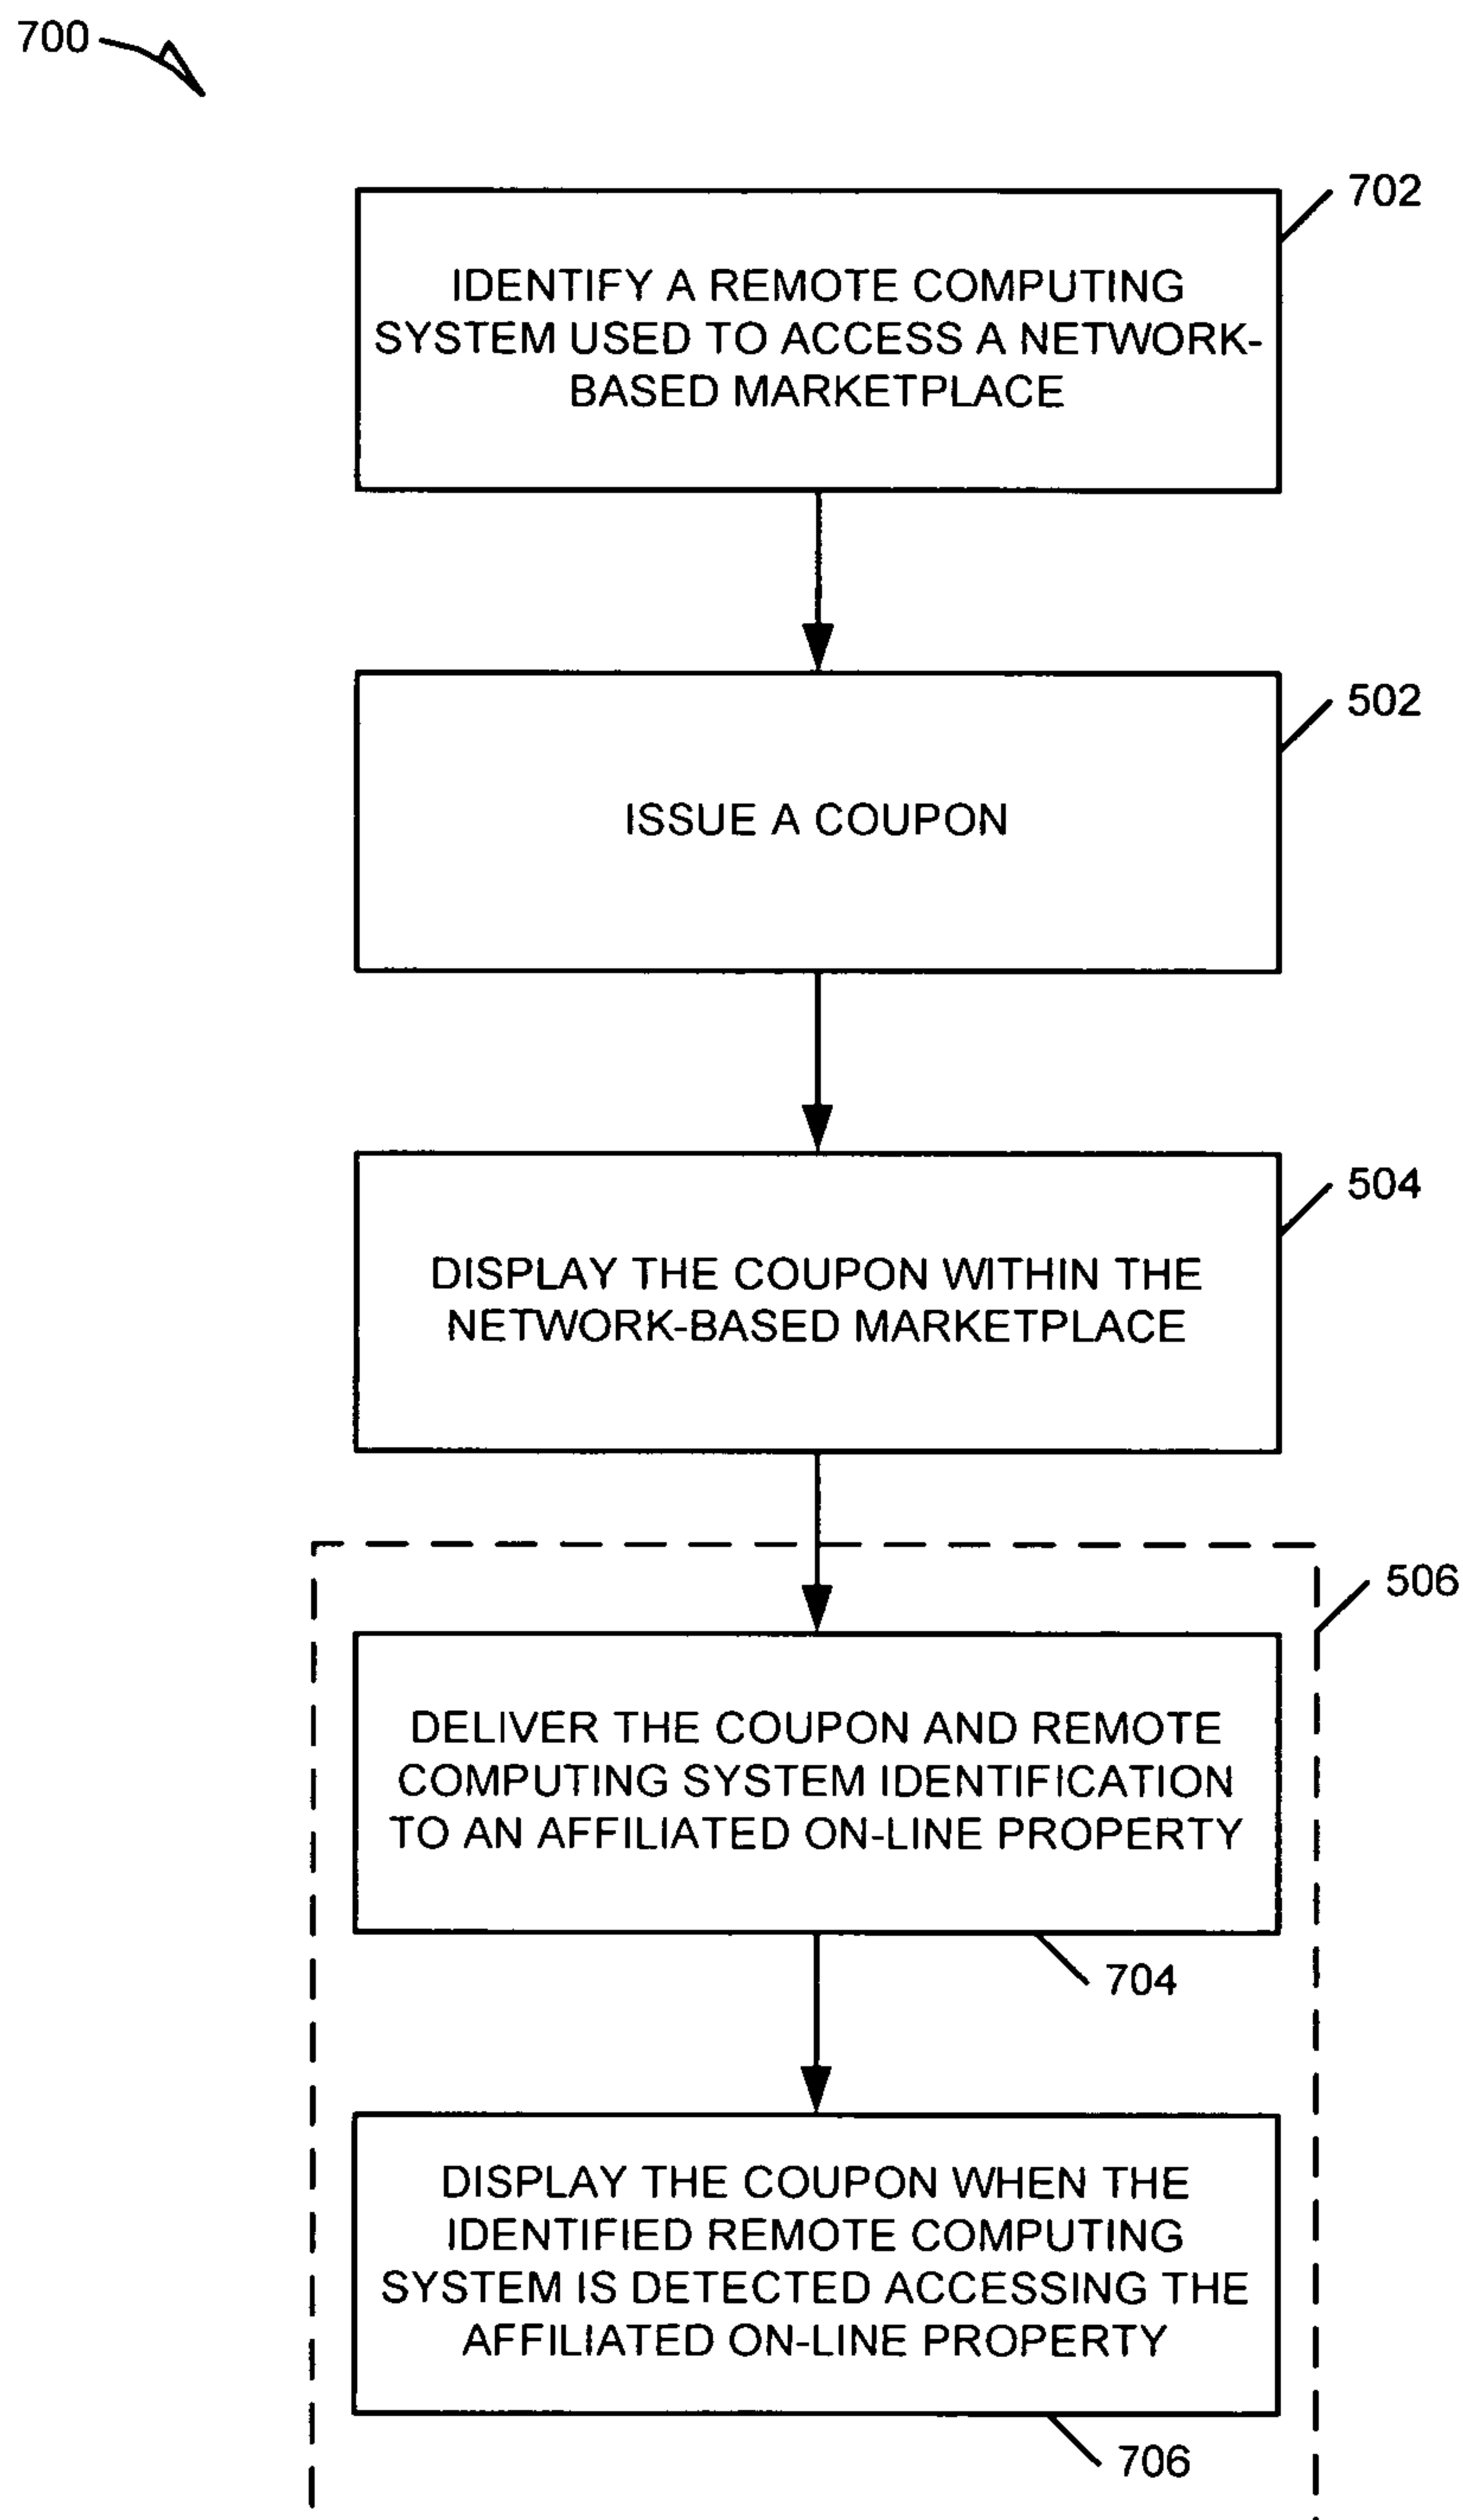 700
702
IDENTIFY A REMOTE COMPUTING
SYSTEM USED TO ACCESS A NETWORK-
BASED MARKETPLACE
502
ISSUE A COUPON
504
DISPLAY THE COUPON WITHIN THE
NETWORK-BASED MARKETPLACE
506
DELIVER THE COUPON AND REMOTE
COMPUTING SYSTEM IDENTIFICATION
TO AN AFFILIATED ON-LINE PROPERTY
704
DISPLAY THE COUPON WHEN THE
IDENTIFIED REMOTE COMPUTING
SYSTEM IS DETECTED ACCESSING THE
AFFILIATED ON-LINE PROPERTY
706